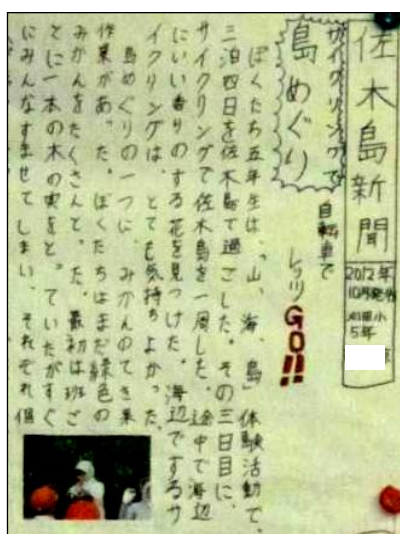 佐木島新聞
2012年
10月発行
小
5年
サイクリングで
島めぐり
自転車で
レッツGO!!
ぼくたち五年生は、「山、海、島」体験活動で、
三泊四日を佐木島で過ごした。その三日目に、
サイクリングで佐木島を一周した。途中で海辺
にいい香りのする花を見つけた。海辺でするサ
イクリングは、とても気持ちよかった。
島めぐりの一つに、みかんのてき果
作業があった。ぼくたちはまだ緑色の
みかんをたくさんとった。最初は班ご
とに一本の木の実をとっていたがすぐ
にみんなすませてしまい、それぞれ個